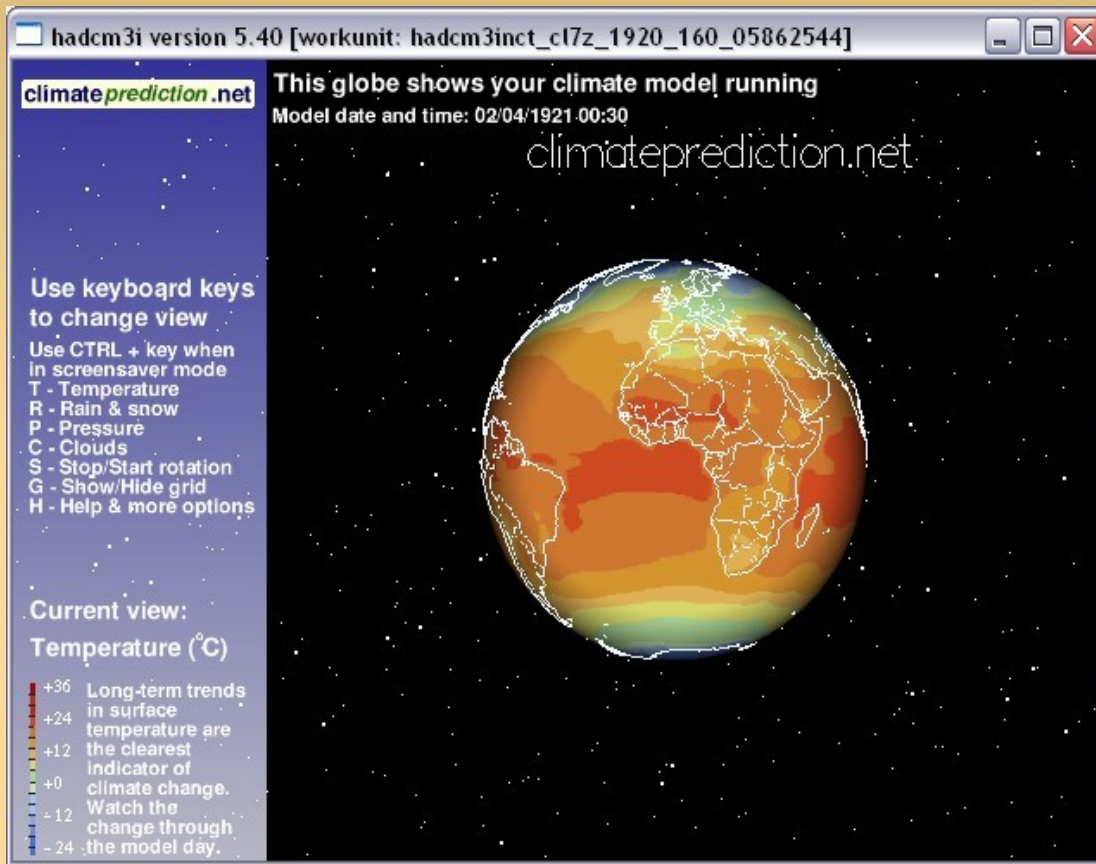 hadcm3i version 5.40 [workunit: hadcm3inct_cl7z_1920_160_05862544]
climateprediction.net
This globe shows your climate model running
Model date and time: 02/04/1921 00:30
climateprediction.net
Use keyboard keys
to change view
Use CTRL + key when
in screensaver mode
T - Temperature
R - Rain & snow
P - Pressure
C - Clouds
S - Stop/Start rotation
G - Show/Hide grid
H - Help & more options
Current view:
Temperature (°C)
+36
+24
+12
+0
-12
-24
Long-term trends
in surface
temperature are
the clearest
indicator of
climate change.
Watch the
change through
the model day.